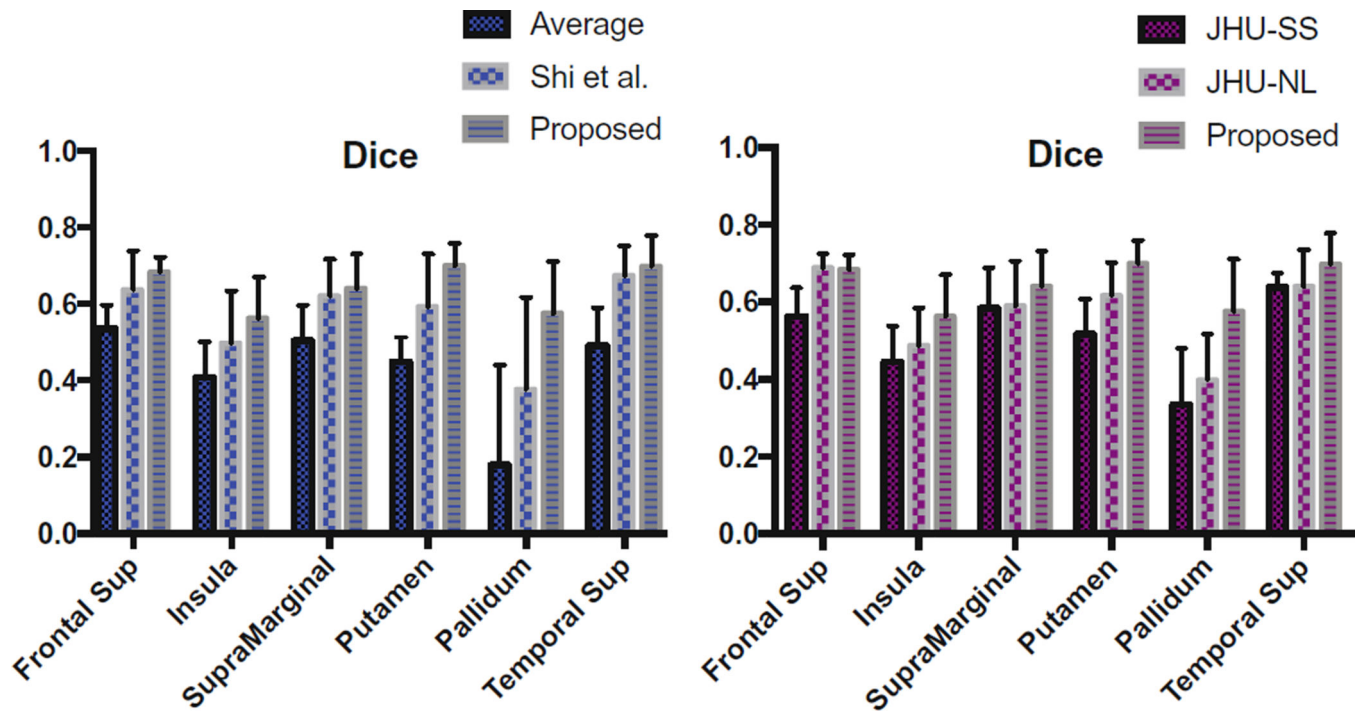 Average
Shi et al.
Proposed
Dice
1.0
0.8
0.6
0.4
0.2
0.0
Frontal Sup
Insula
SupraMarginal
Putamen
Pallidum
Temporal Sup
JHU-SS
JHU-NL
Proposed
Dice
1.0
0.8
0.6
0.4
0.2
0.0
Frontal Sup
Insula
SupraMarginal
Putamen
Pallidum
Temporal Sup